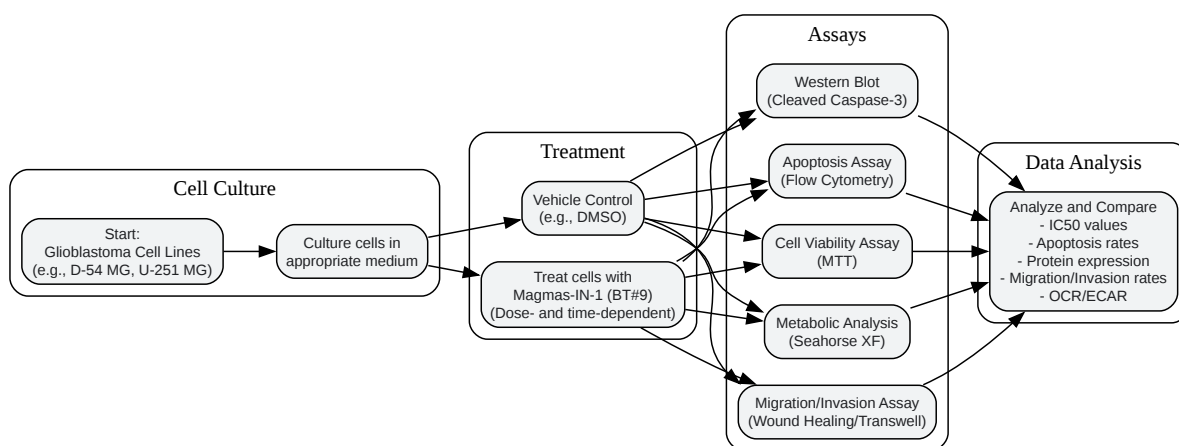 Cell Culture
Start:
Glioblastoma Cell Lines
(e.g., D-54 MG, U-251 MG)
Culture cells in
appropriate medium
Treatment
Vehicle Control
(e.g., DMSO)
Treat cells with
Magmas-IN-1 (BT#9)
(Dose- and time-dependent)
Assays
Western Blot
(Cleaved Caspase-3)
Apoptosis Assay
(Flow Cytometry)
Cell Viability Assay
(MTT)
Metabolic Analysis
(Seahorse XF)
Migration/Invasion Assay
(Wound Healing/Transwell)
Data Analysis
Analyze and Compare
- IC50 values
- Apoptosis rates
- Protein expression
- Migration/Invasion rates
- OCR/ECAR